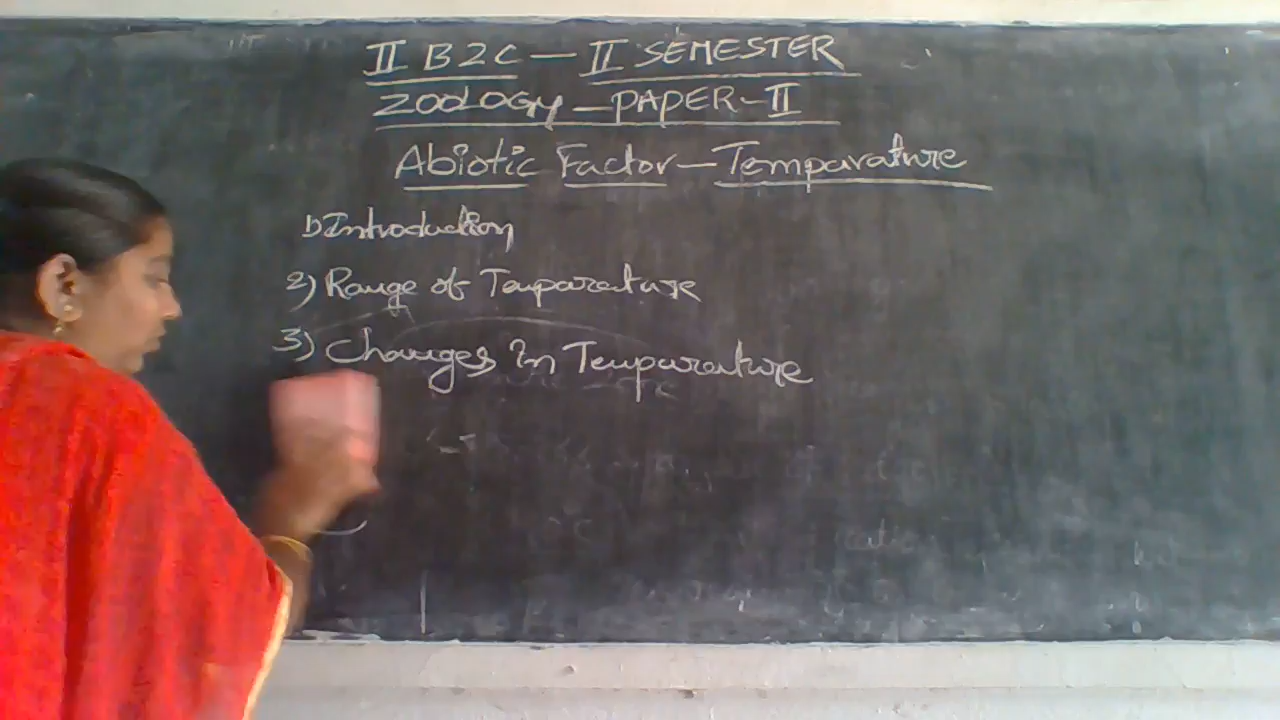 II BZC - II SEMESTER
ZOOLOGY - PAPER - II
Abiotic Factor - Temparature
1) Introduction
2) Range of Temparature
3) Changes In Temparature